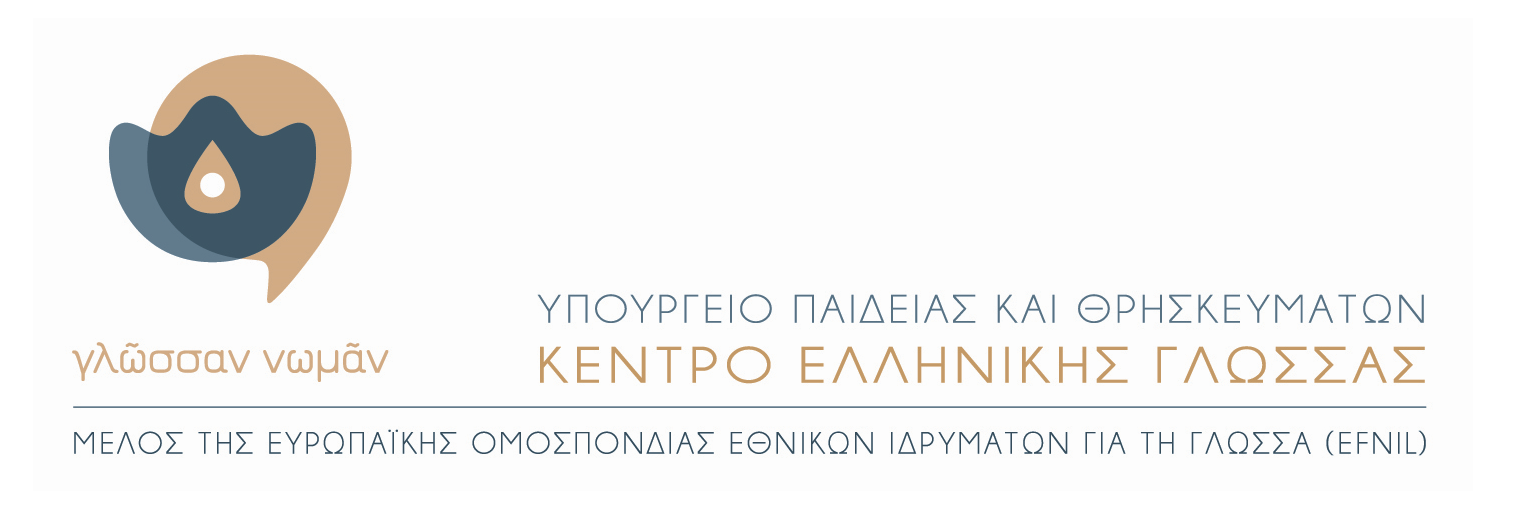 γλῶσσαν νωμᾶν
ΥΠΟΥΡΓΕΙΟ ΠΑΙΔΕΙΑΣ ΚΑΙ ΘΡΗΣΚΕΥΜΑΤΩΝ
ΚΕΝΤΡΟ ΕΛΛΗΝΙΚΗΣ ΓΛΩΣΣΑΣ
ΜΕΛΟΣ ΤΗΣ ΕΥΡΩΠΑΪΚΗΣ ΟΜΟΣΠΟΝΔΙΑΣ ΕΘΝΙΚΩΝ ΙΔΡΥΜΑΤΩΝ ΓΙΑ ΤΗ ΓΛΩΣΣΑ (EFNIL)